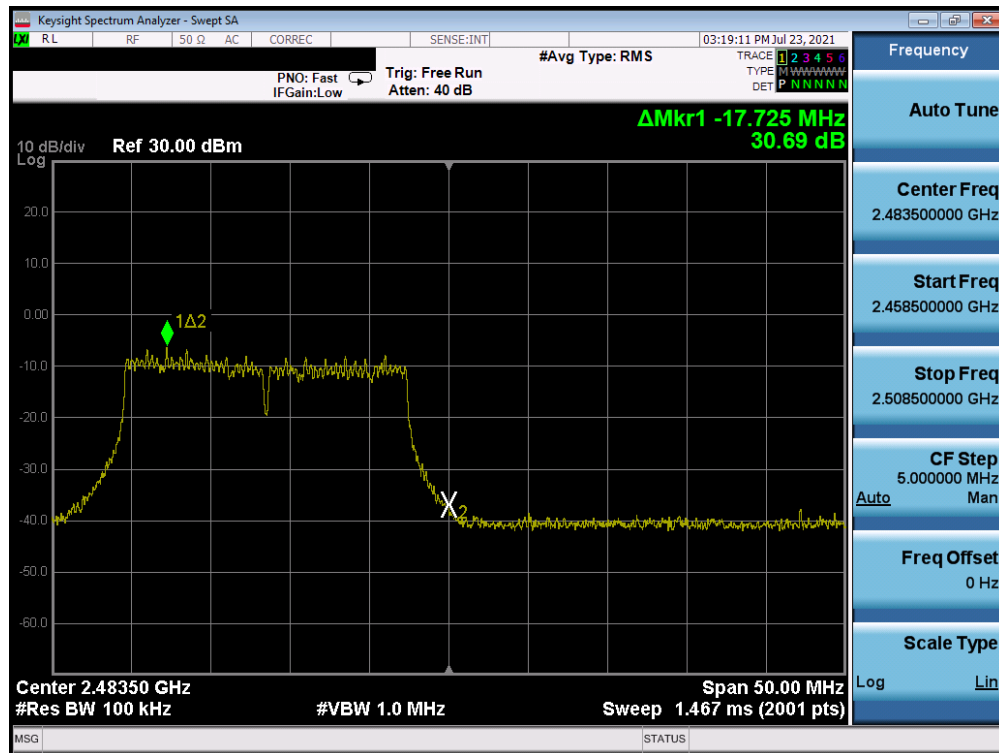 Keysight Spectrum Analyzer - Swept SA
LXI RL RF 50 Ω AC CORREC SENSE:INT 03:19:11 PM Jul 23, 2021
#Avg Type: RMS TRACE 1 2 3 4 5 6
PNO: Fast Trig: Free Run TYPE M WWWWW
IFGain:Low Atten: 40 dB DET P N N N N N
ΔMkr1 -17.725 MHz
30.69 dB
10 dB/div Ref 30.00 dBm
Log
20.0
10.0
0.00
1Δ2
-10.0
-20.0
-30.0
2
-40.0
-50.0
-60.0
Center 2.48350 GHz Span 50.00 MHz
#Res BW 100 kHz #VBW 1.0 MHz Sweep 1.467 ms (2001 pts)
MSG STATUS
Frequency
Auto Tune
Center Freq
2.483500000 GHz
Start Freq
2.458500000 GHz
Stop Freq
2.508500000 GHz
CF Step
5.000000 MHz
Auto Man
Freq Offset
0 Hz
Scale Type
Log Lin